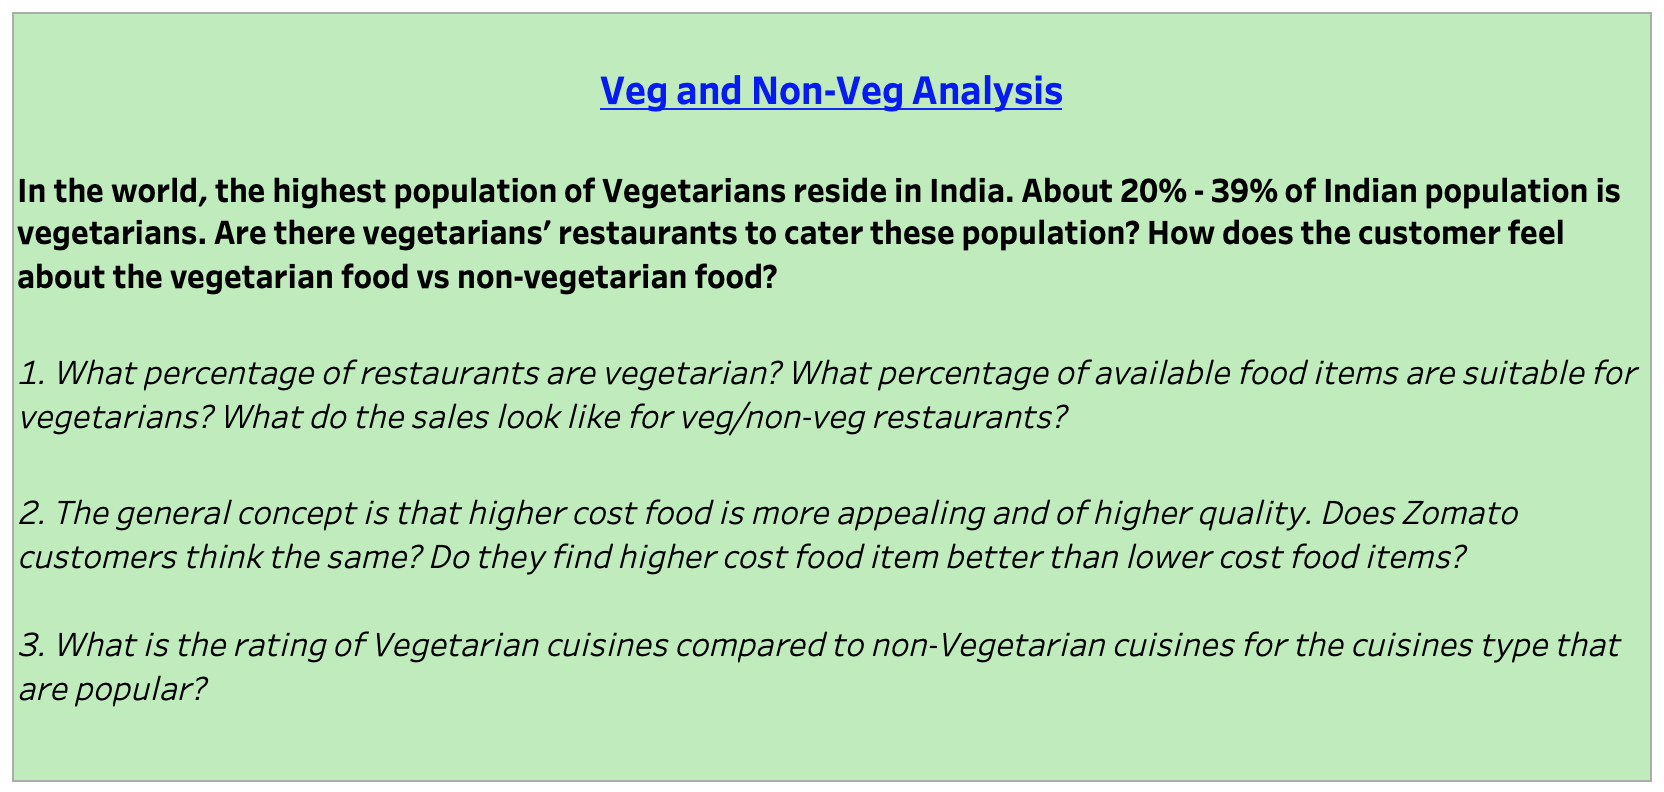 Veg and Non-Veg Analysis
In the world, the highest population of Vegetarians reside in India. About 20% - 39% of Indian population is
vegetarians. Are there vegetarians’ restaurants to cater these population? How does the customer feel
about the vegetarian food vs non-vegetarian food?
1. What percentage of restaurants are vegetarian? What percentage of available food items are suitable for
vegetarians? What do the sales look like for veg/non-veg restaurants?
2. The general concept is that higher cost food is more appealing and of higher quality. Does Zomato
customers think the same? Do they find higher cost food item better than lower cost food items?
3. What is the rating of Vegetarian cuisines compared to non-Vegetarian cuisines for the cuisines type that
are popular?